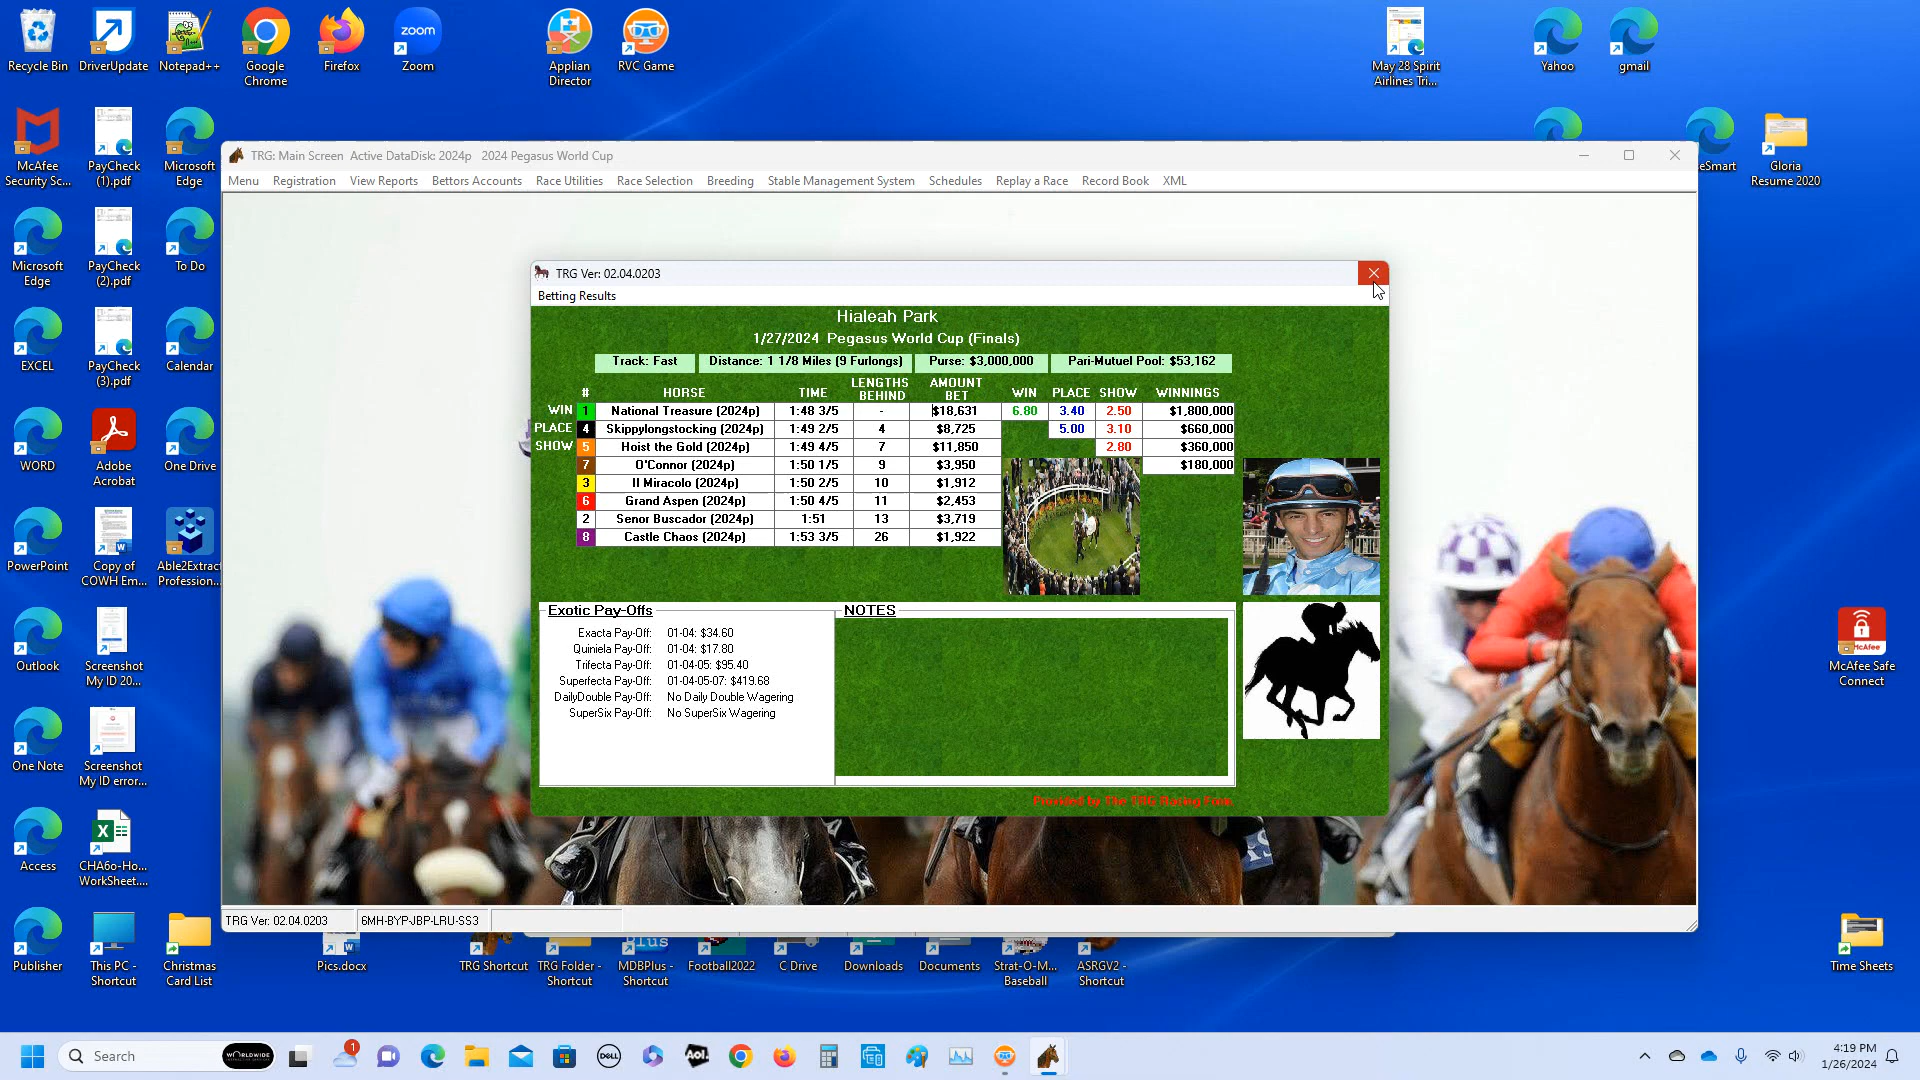 Recycle Bin
DriverUpdate
Notepad++
Google Chrome
Firefox
zoom
Zoom
Applian Director
RVC Game
May 28 Spirit Airlines Tri...
Yahoo
gmail
McAfee Security Sc...
PayCheck (1).pdf
Microsoft Edge
eSmart
Gloria Resume 2020
TRG: Main Screen Active DataDisk: 2024p 2024 Pegasus World Cup
Menu Registration View Reports Bettors Accounts Race Utilities Race Selection Breeding Stable Management System Schedules Replay a Race Record Book XML
Microsoft Edge
PayCheck (2).pdf
To Do
EXCEL
PayCheck (3).pdf
Calendar
WORD
Adobe Acrobat
One Drive
PowerPoint
Copy of COWH Em...
Able2Extract Profession...
Outlook
Screenshot My ID 20...
One Note
Screenshot My ID error...
Access
CHA6o-Ho... WorkSheet....
Publisher
This PC - Shortcut
Christmas Card List
TRG Ver: 02.04.0203
Betting Results
Hialeah Park
1/27/2024 Pegasus World Cup (Finals)
Track: Fast Distance: 1 1/8 Miles (9 Furlongs) Purse: $3,000,000 Pari-Mutuel Pool: $53,162
# HORSE TIME LENGTHS BEHIND AMOUNT BET WIN PLACE SHOW WINNINGS
WIN 1 National Treasure (2024p) 1:48 3/5 - $18,631 6.80 3.40 2.50 $1,800,000
PLACE 4 Skippylongstocking (2024p) 1:49 2/5 4 $8,725 5.00 3.10 $660,000
SHOW 5 Hoist the Gold (2024p) 1:49 4/5 7 $11,850 2.80 $360,000
7 O'Connor (2024p) 1:50 1/5 9 $3,950 $180,000
3 Il Miracolo (2024p) 1:50 2/5 10 $1,912
6 Grand Aspen (2024p) 1:50 4/5 11 $2,453
2 Senor Buscador (2024p) 1:51 13 $3,719
8 Castle Chaos (2024p) 1:53 3/5 26 $1,922
Exotic Pay-Offs
Exacta Pay-Off: 01-04: $34.60
Quiniela Pay-Off: 01-04: $17.80
Trifecta Pay-Off: 01-04-05: $95.40
Superfecta Pay-Off: 01-04-05-07: $419.68
DailyDouble Pay-Off: No Daily Double Wagering
SuperSix Pay-Off: No SuperSix Wagering
NOTES
Provided by The TRG Racing Form
TRG Ver: 02.04.0203 6MH-BYP-JBP-LRU-SS3
McAfee
McAfee Safe Connect
Pics.docx
TRG Shortcut
TRG Folder - Shortcut
Plus
MDBPlus - Shortcut
Football2022
C Drive
Downloads
Documents
Strat-O-M... Baseball
ASRGV2 - Shortcut
Time Sheets
Search
WORLDWIDE
1
DELL
Aol.
4:19 PM
1/26/2024